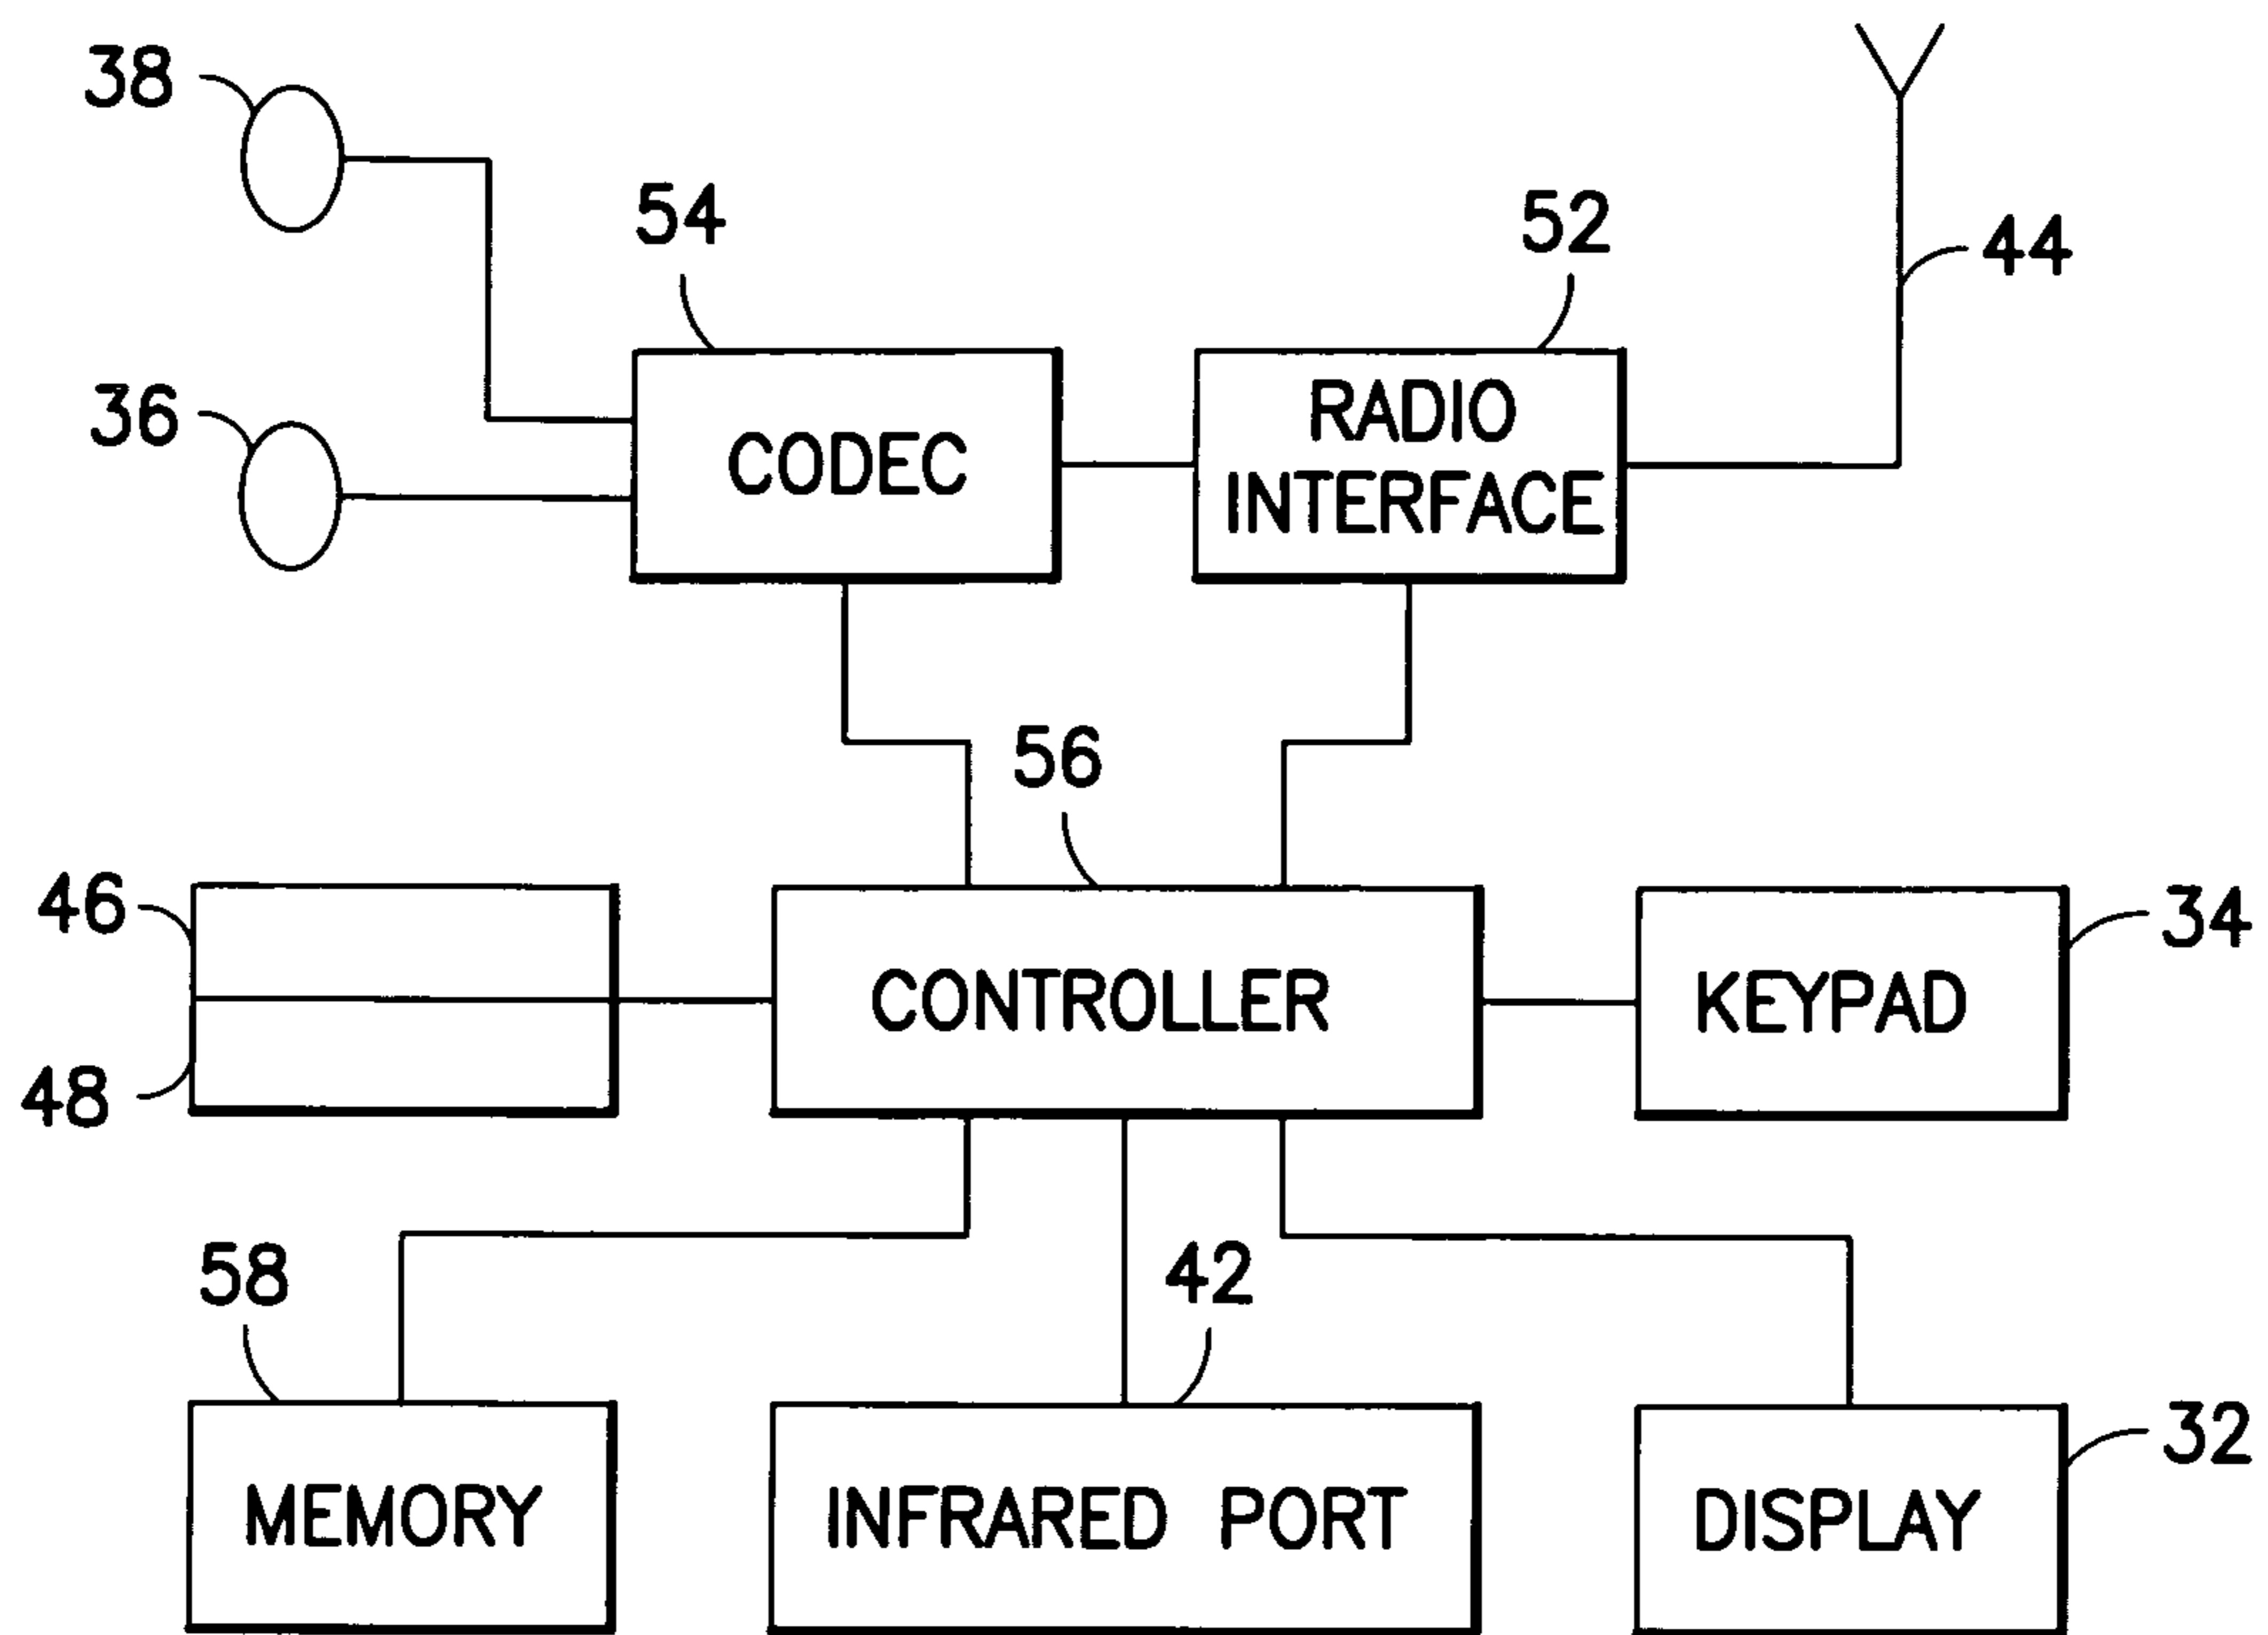 38
54
52
44
36
CODEC
RADIO
INTERFACE
56
46
48
CONTROLLER
34
KEYPAD
58
42
32
MEMORY
INFRARED PORT
DISPLAY